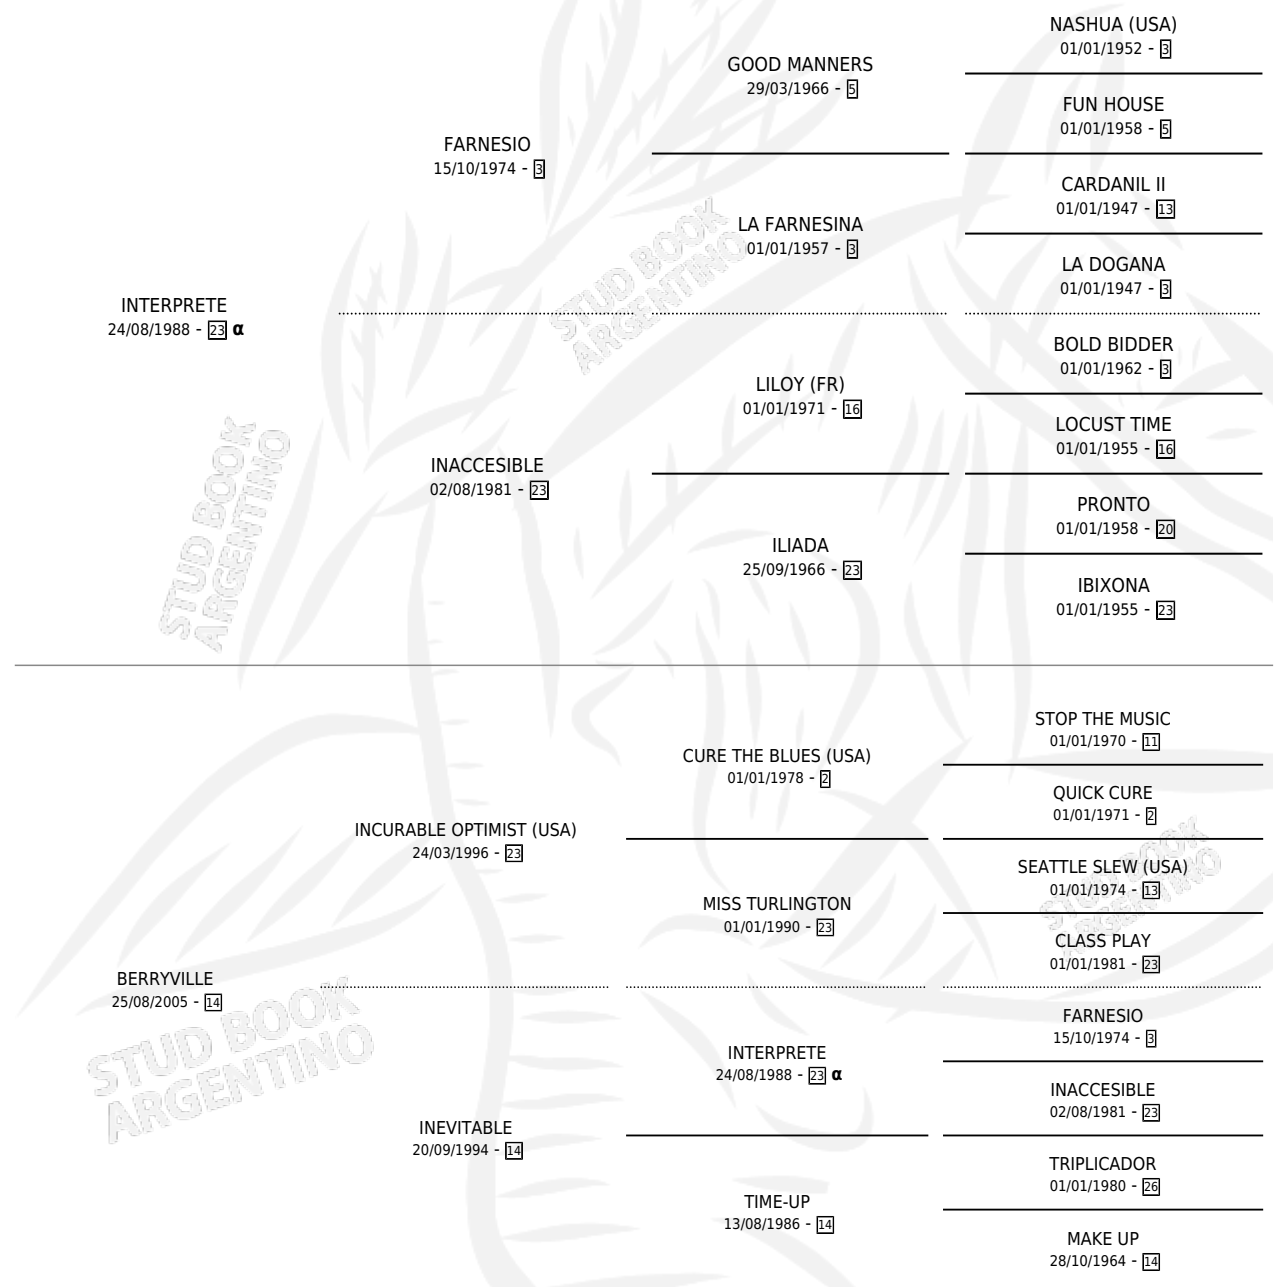 NASHUA (USA)
01/01/1952 - 3
GOOD MANNERS
29/03/1966 - 5
FUN HOUSE
01/01/1958 - 5
FARNESIO
15/10/1974 - 3
CARDANIL II
01/01/1947 - 13
LA FARNESINA
01/01/1957 - 3
LA DOGANA
01/01/1947 - 3
STUD BOOK
ARGENTINO
INTERPRETE
24/08/1988 - 23 α
BOLD BIDDER
01/01/1962 - 3
LILOY (FR)
01/01/1971 - 16
LOCUST TIME
01/01/1955 - 16
INACCESIBLE
02/08/1981 - 23
PRONTO
01/01/1958 - 20
ILIADA
25/09/1966 - 23
IBIXONA
01/01/1955 - 23
STUD BOOK
ARGENTINO
STOP THE MUSIC
01/01/1970 - 11
CURE THE BLUES (USA)
01/01/1978 - 2
QUICK CURE
01/01/1971 - 2
INCURABLE OPTIMIST (USA)
24/03/1996 - 23
SEATTLE SLEW (USA)
01/01/1974 - 13
MISS TURLINGTON
01/01/1990 - 23
CLASS PLAY
01/01/1981 - 23
STUD BOOK
ARGENTINO
BERRYVILLE
25/08/2005 - 14
STUD BOOK
ARGENTINO
FARNESIO
15/10/1974 - 3
INTERPRETE
24/08/1988 - 23 α
INACCESIBLE
02/08/1981 - 23
INEVITABLE
20/09/1994 - 14
TRIPLICADOR
01/01/1980 - 26
TIME-UP
13/08/1986 - 14
MAKE UP
28/10/1964 - 14